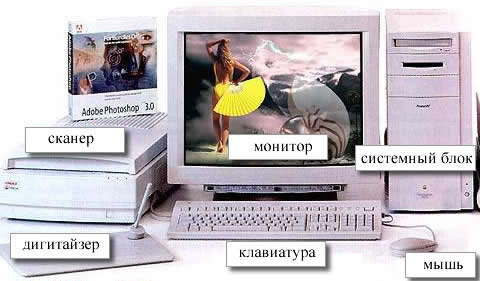 Adobe Photoshop 3.0
сканер
монитор
системный блок
дигитайзер
клавиатура
мышь